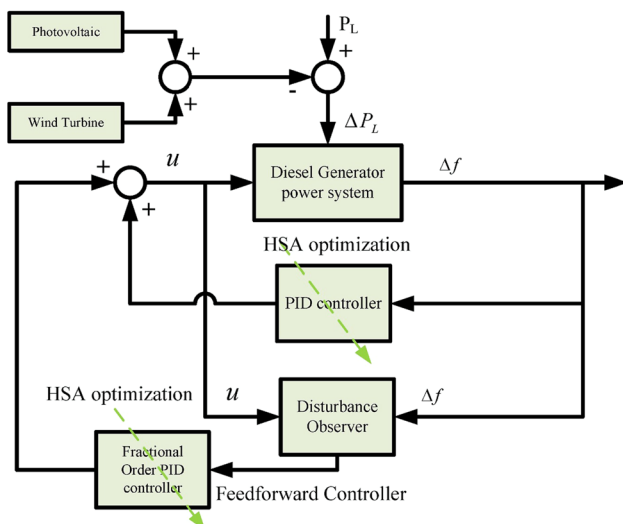 Photovoltaic
P_L
+
+
+
-
Wind Turbine
ΔP_L
+
u
Diesel Generator
power system
Δf
+
HSA optimization
PID controller
HSA optimization
u
Disturbance
Observer
Δf
Fractional
Order PID
controller
Feedforward Controller